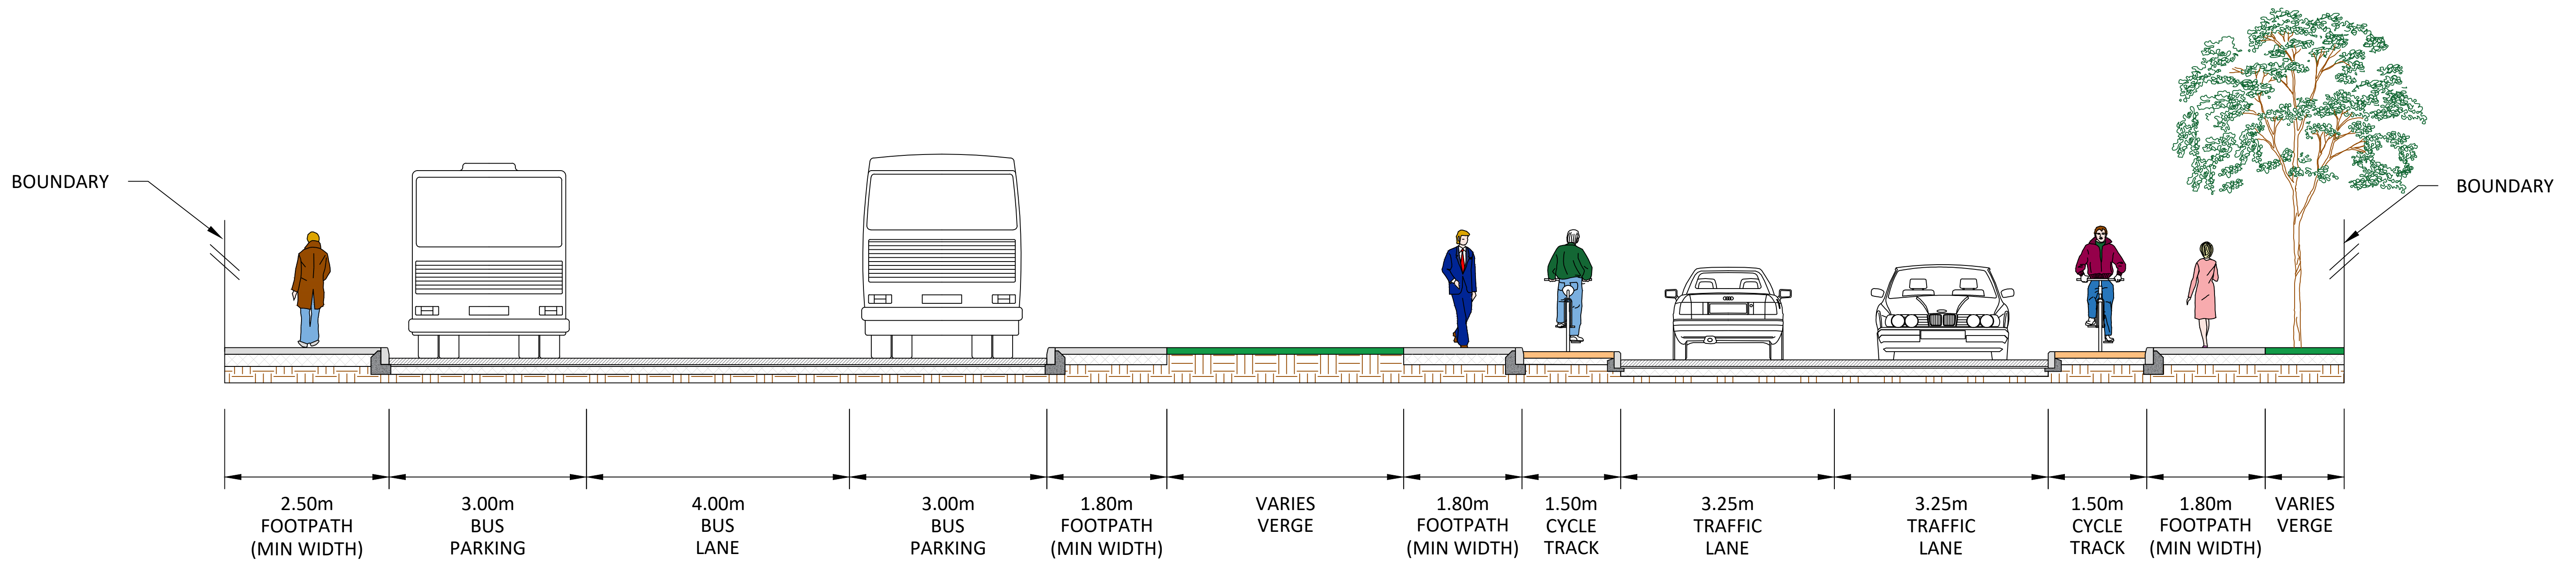 BOUNDARY
BOUNDARY
2.50m
FOOTPATH
(MIN WIDTH)
3.00m
BUS
PARKING
4.00m
BUS
LANE
3.00m
BUS
PARKING
1.80m
FOOTPATH
(MIN WIDTH)
VARIES
VERGE
1.80m
FOOTPATH
(MIN WIDTH)
1.50m
CYCLE
TRACK
3.25m
TRAFFIC
LANE
3.25m
TRAFFIC
LANE
1.50m
CYCLE
TRACK
1.80m
FOOTPATH
(MIN WIDTH)
VARIES
VERGE